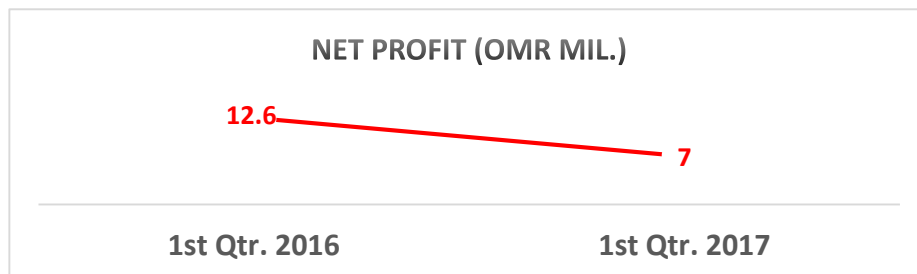 NET PROFIT (OMR MIL.)
12.6
7
1st Qtr. 2016 1st Qtr. 2017